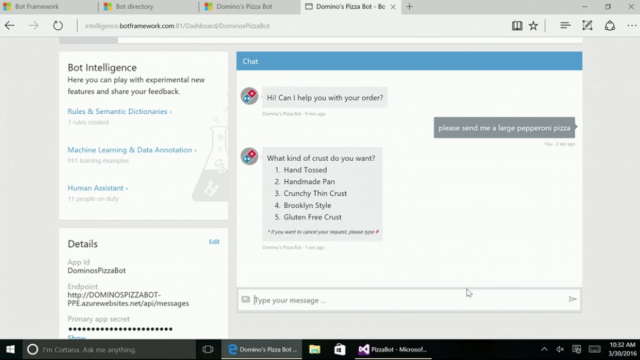 Bot Framework
Bot directory
Domino's Pizza Bot
Domino's Pizza Bot - Bo
intelligence.botframework.com:81/Dashboard/DominosPizzaBot
Bot Intelligence
Here you can play with experimental new
features and share your feedback.
Rules & Semantic Dictionaries ›
7 rules created
Machine Learning & Data Annotation ›
911 training examples
Human Assistant ›
11 people on duty
Details
Edit
App Id
DominosPizzaBot
Endpoint
http://DOMINOSPIZZABOT-
PPE.azurewebsites.net/api/messages
Primary app secret
Show
Chat
Hi! Can I help you with your order?
Domino's Pizza Bot - 9 min ago
please send me a large pepperoni pizza
You - 2 sec ago
What kind of crust do you want?
1. Hand Tossed
2. Handmade Pan
3. Crunchy Thin Crust
4. Brooklyn Style
5. Gluten Free Crust
* if you want to cancel your request, please type
Domino's Pizza Bot - 1 sec ago
Type your message ...
I'm Cortana. Ask me anything.
Domino's Pizza Bot ...
PizzaBot - Microsof...
10:32 AM
3/30/2016